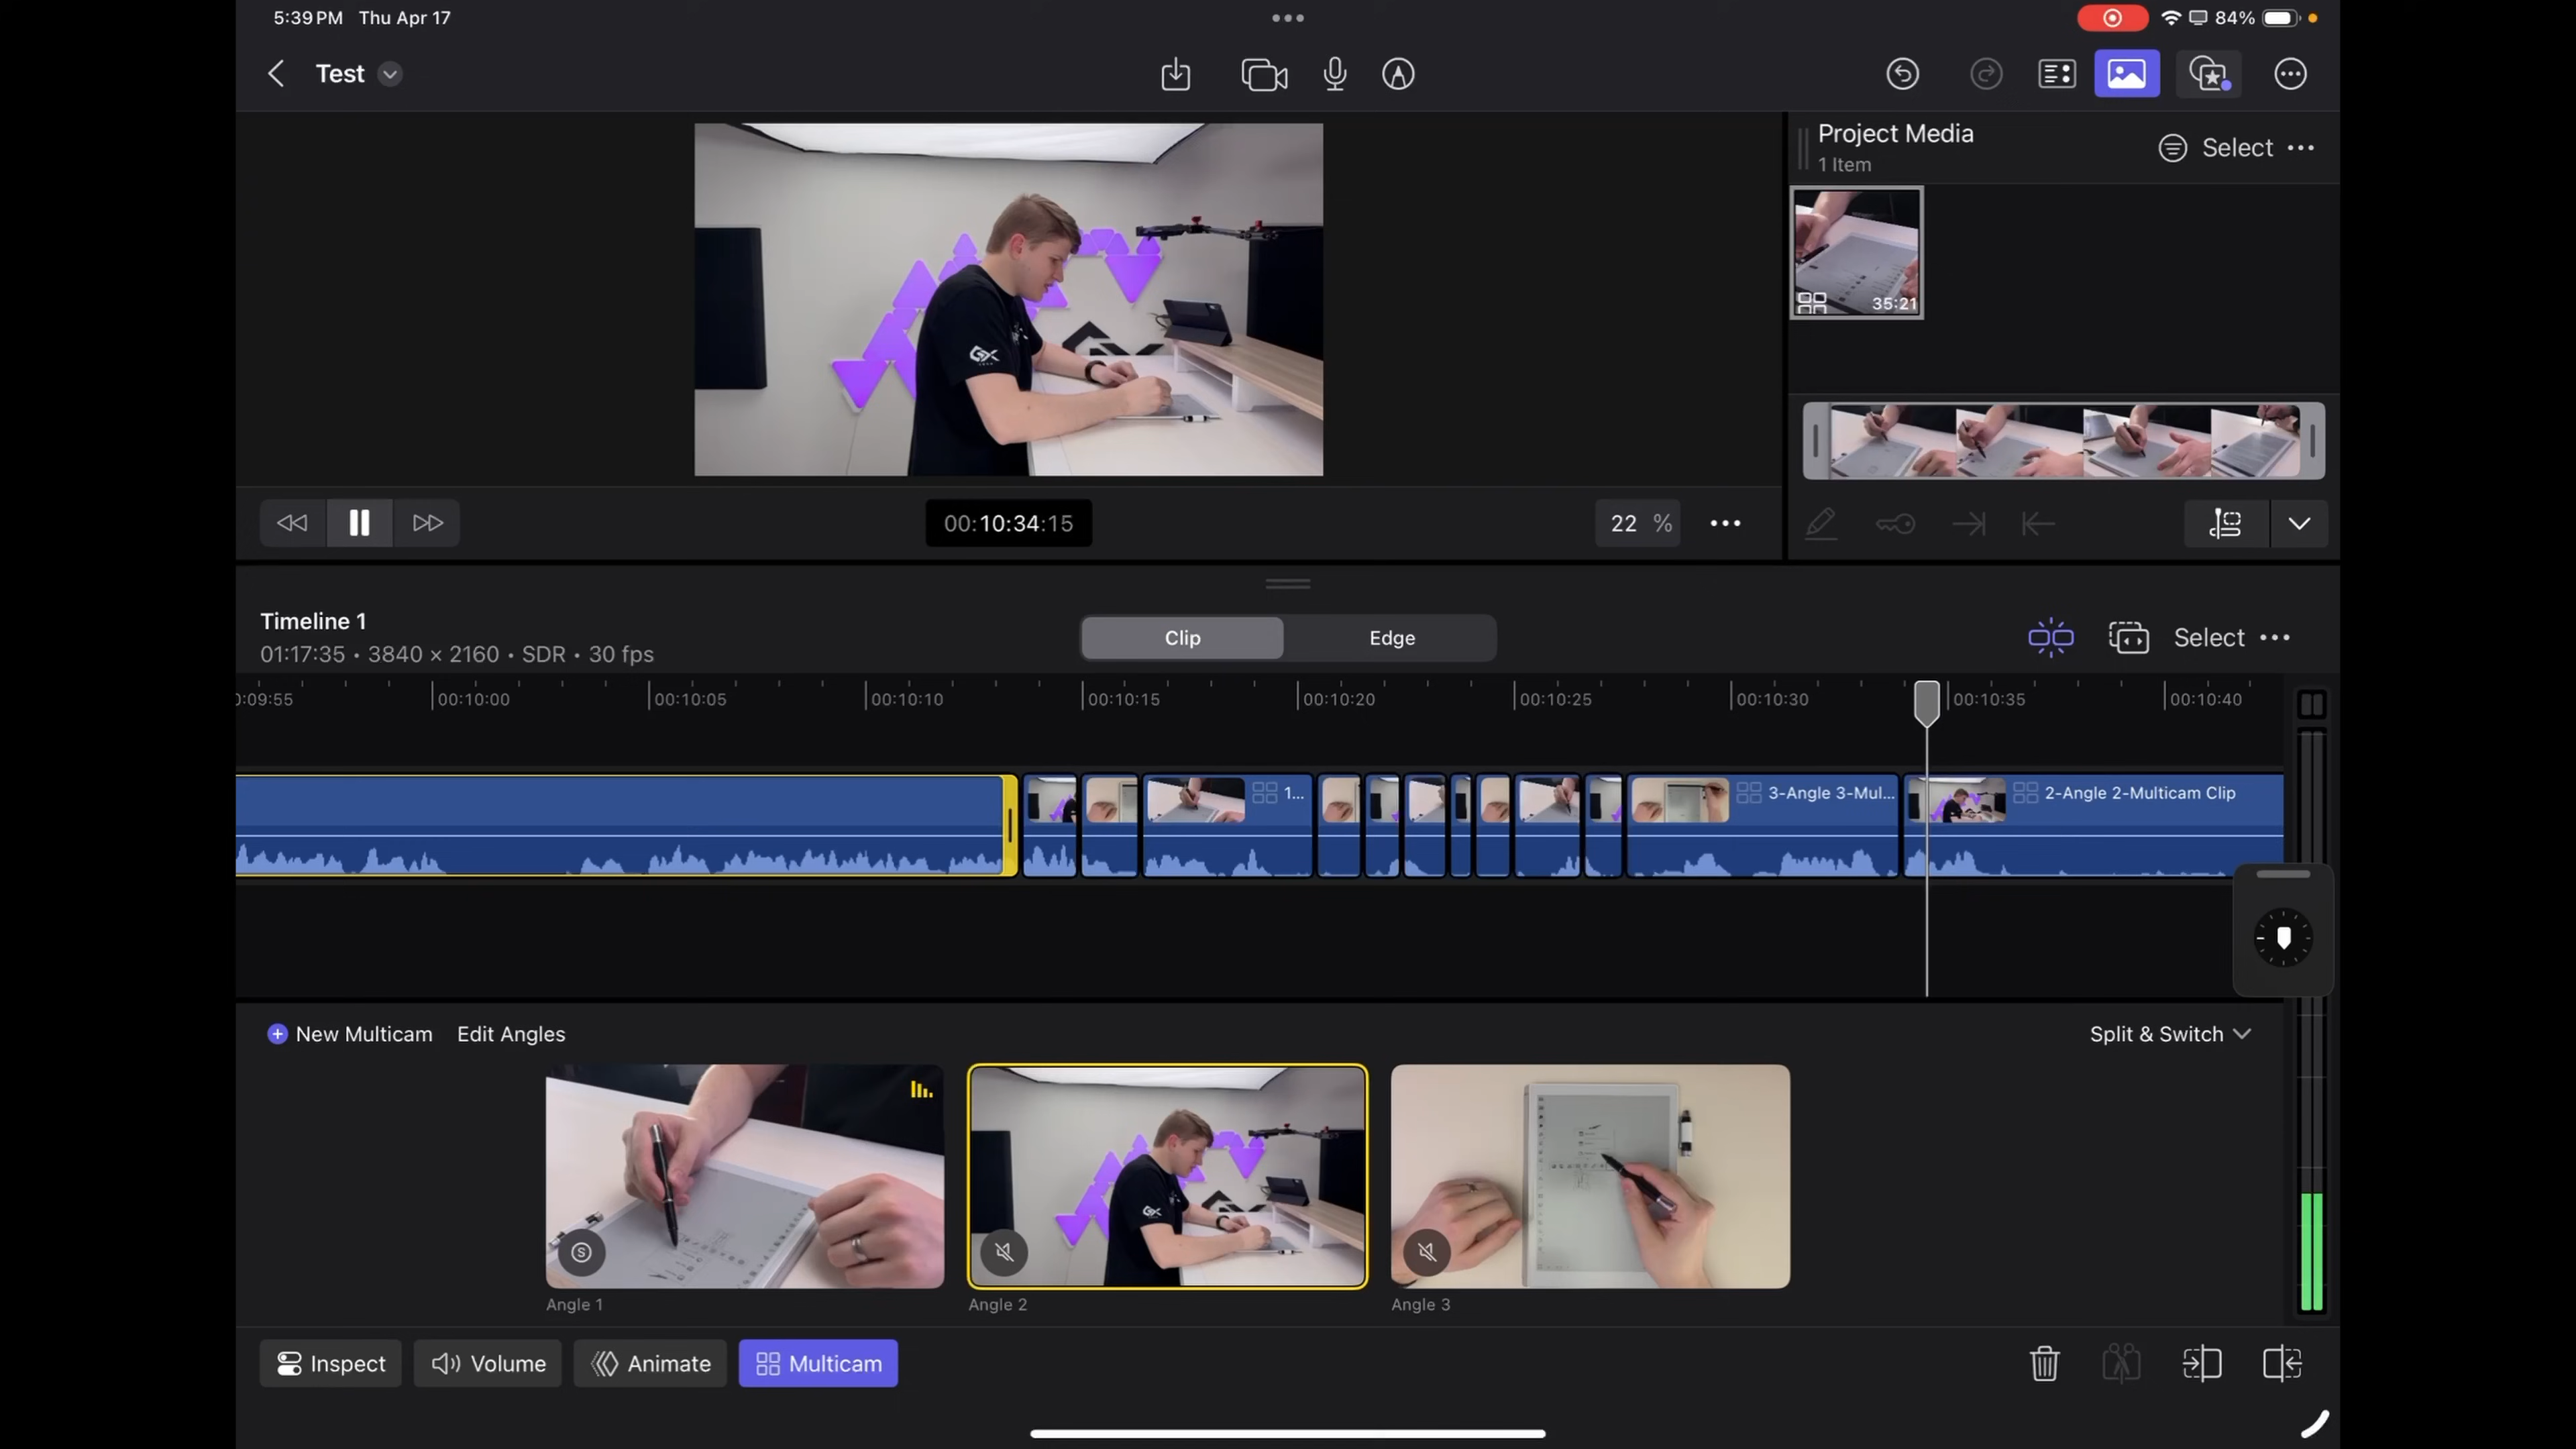 5:39 PM Thu Apr 17
84%
Test
Project Media
1 Item
Select
35:21
00:10:34:15
22 %
Timeline 1
01:17:35 • 3840 × 2160 • SDR • 30 fps
Clip
Edge
Select
0:09:55
00:10:00
00:10:05
00:10:10
00:10:15
00:10:20
00:10:25
00:10:30
00:10:35
00:10:40
1...
3-Angle 3-Mul...
2-Angle 2-Multicam Clip
New Multicam
Edit Angles
Split & Switch
S
Angle 1
Angle 2
Angle 3
Inspect
Volume
Animate
Multicam